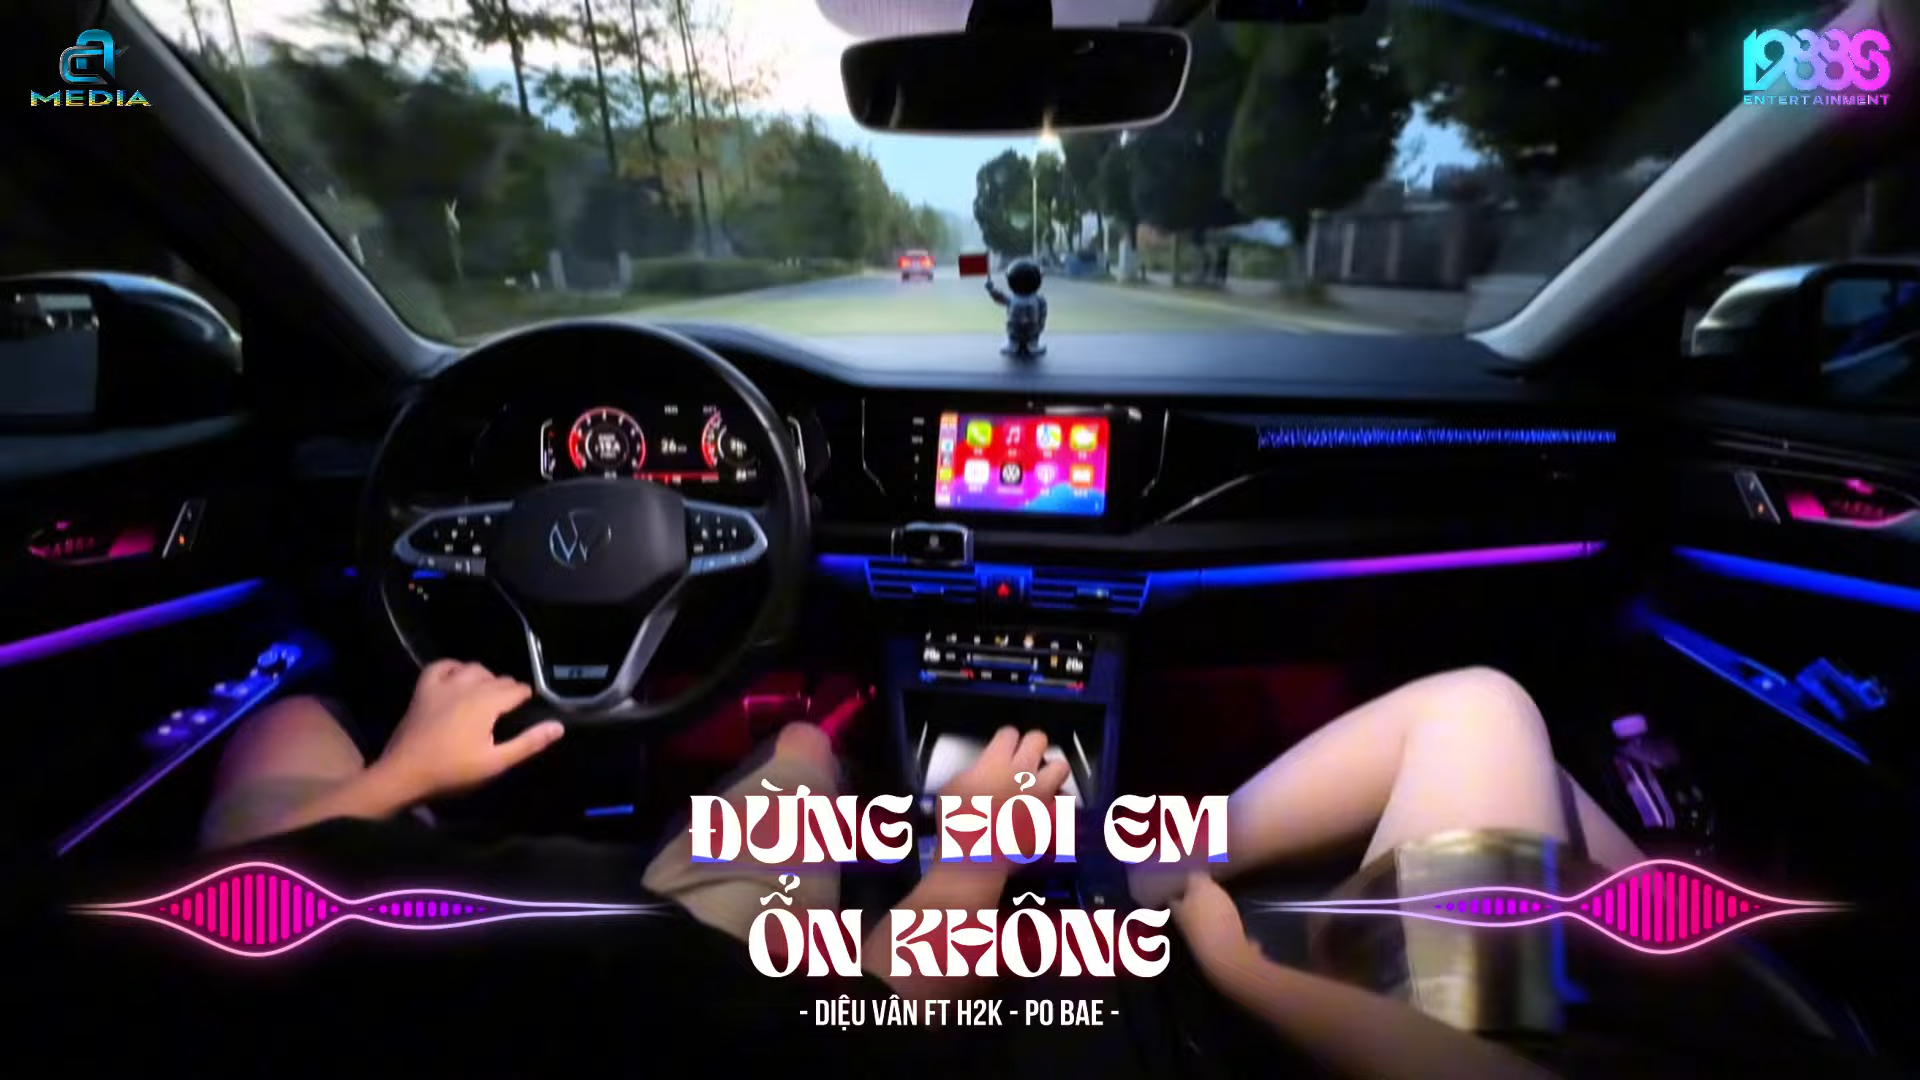 MEDIA
1988S
ENTERTAINMENT
ĐỪNG HỎI EM
ỔN KHÔNG
- DIỆU VÂN FT H2K - PO BAE -